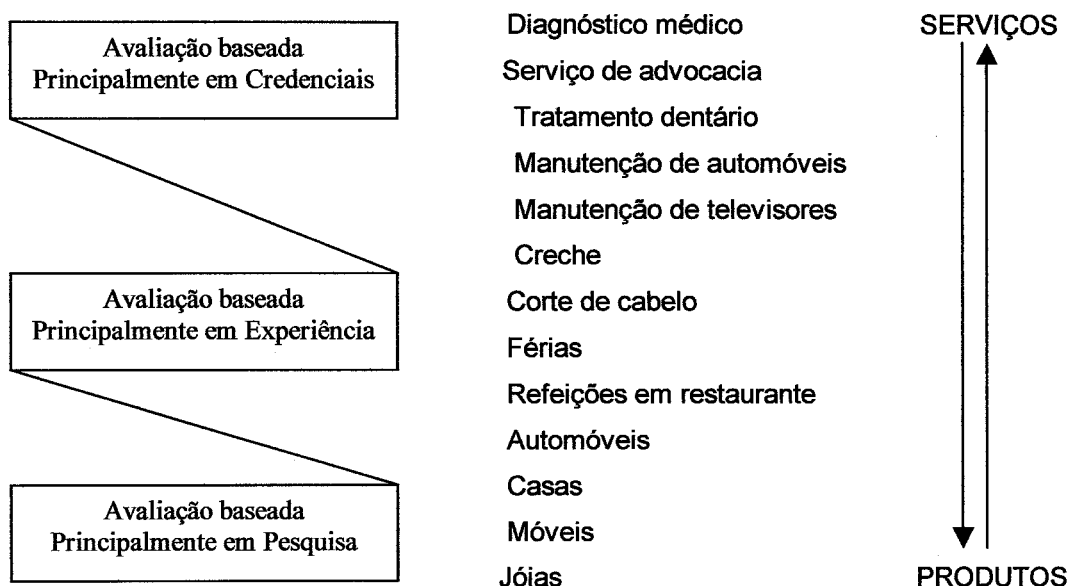 Avaliação baseada
Principalmente em Credenciais
Avaliação baseada
Principalmente em Experiência
Avaliação baseada
Principalmente em Pesquisa
Diagnóstico médico
Serviço de advocacia
Tratamento dentário
Manutenção de automóveis
Manutenção de televisores
Creche
Corte de cabelo
Férias
Refeições em restaurante
Automóveis
Casas
Móveis
Jóias
SERVIÇOS
PRODUTOS